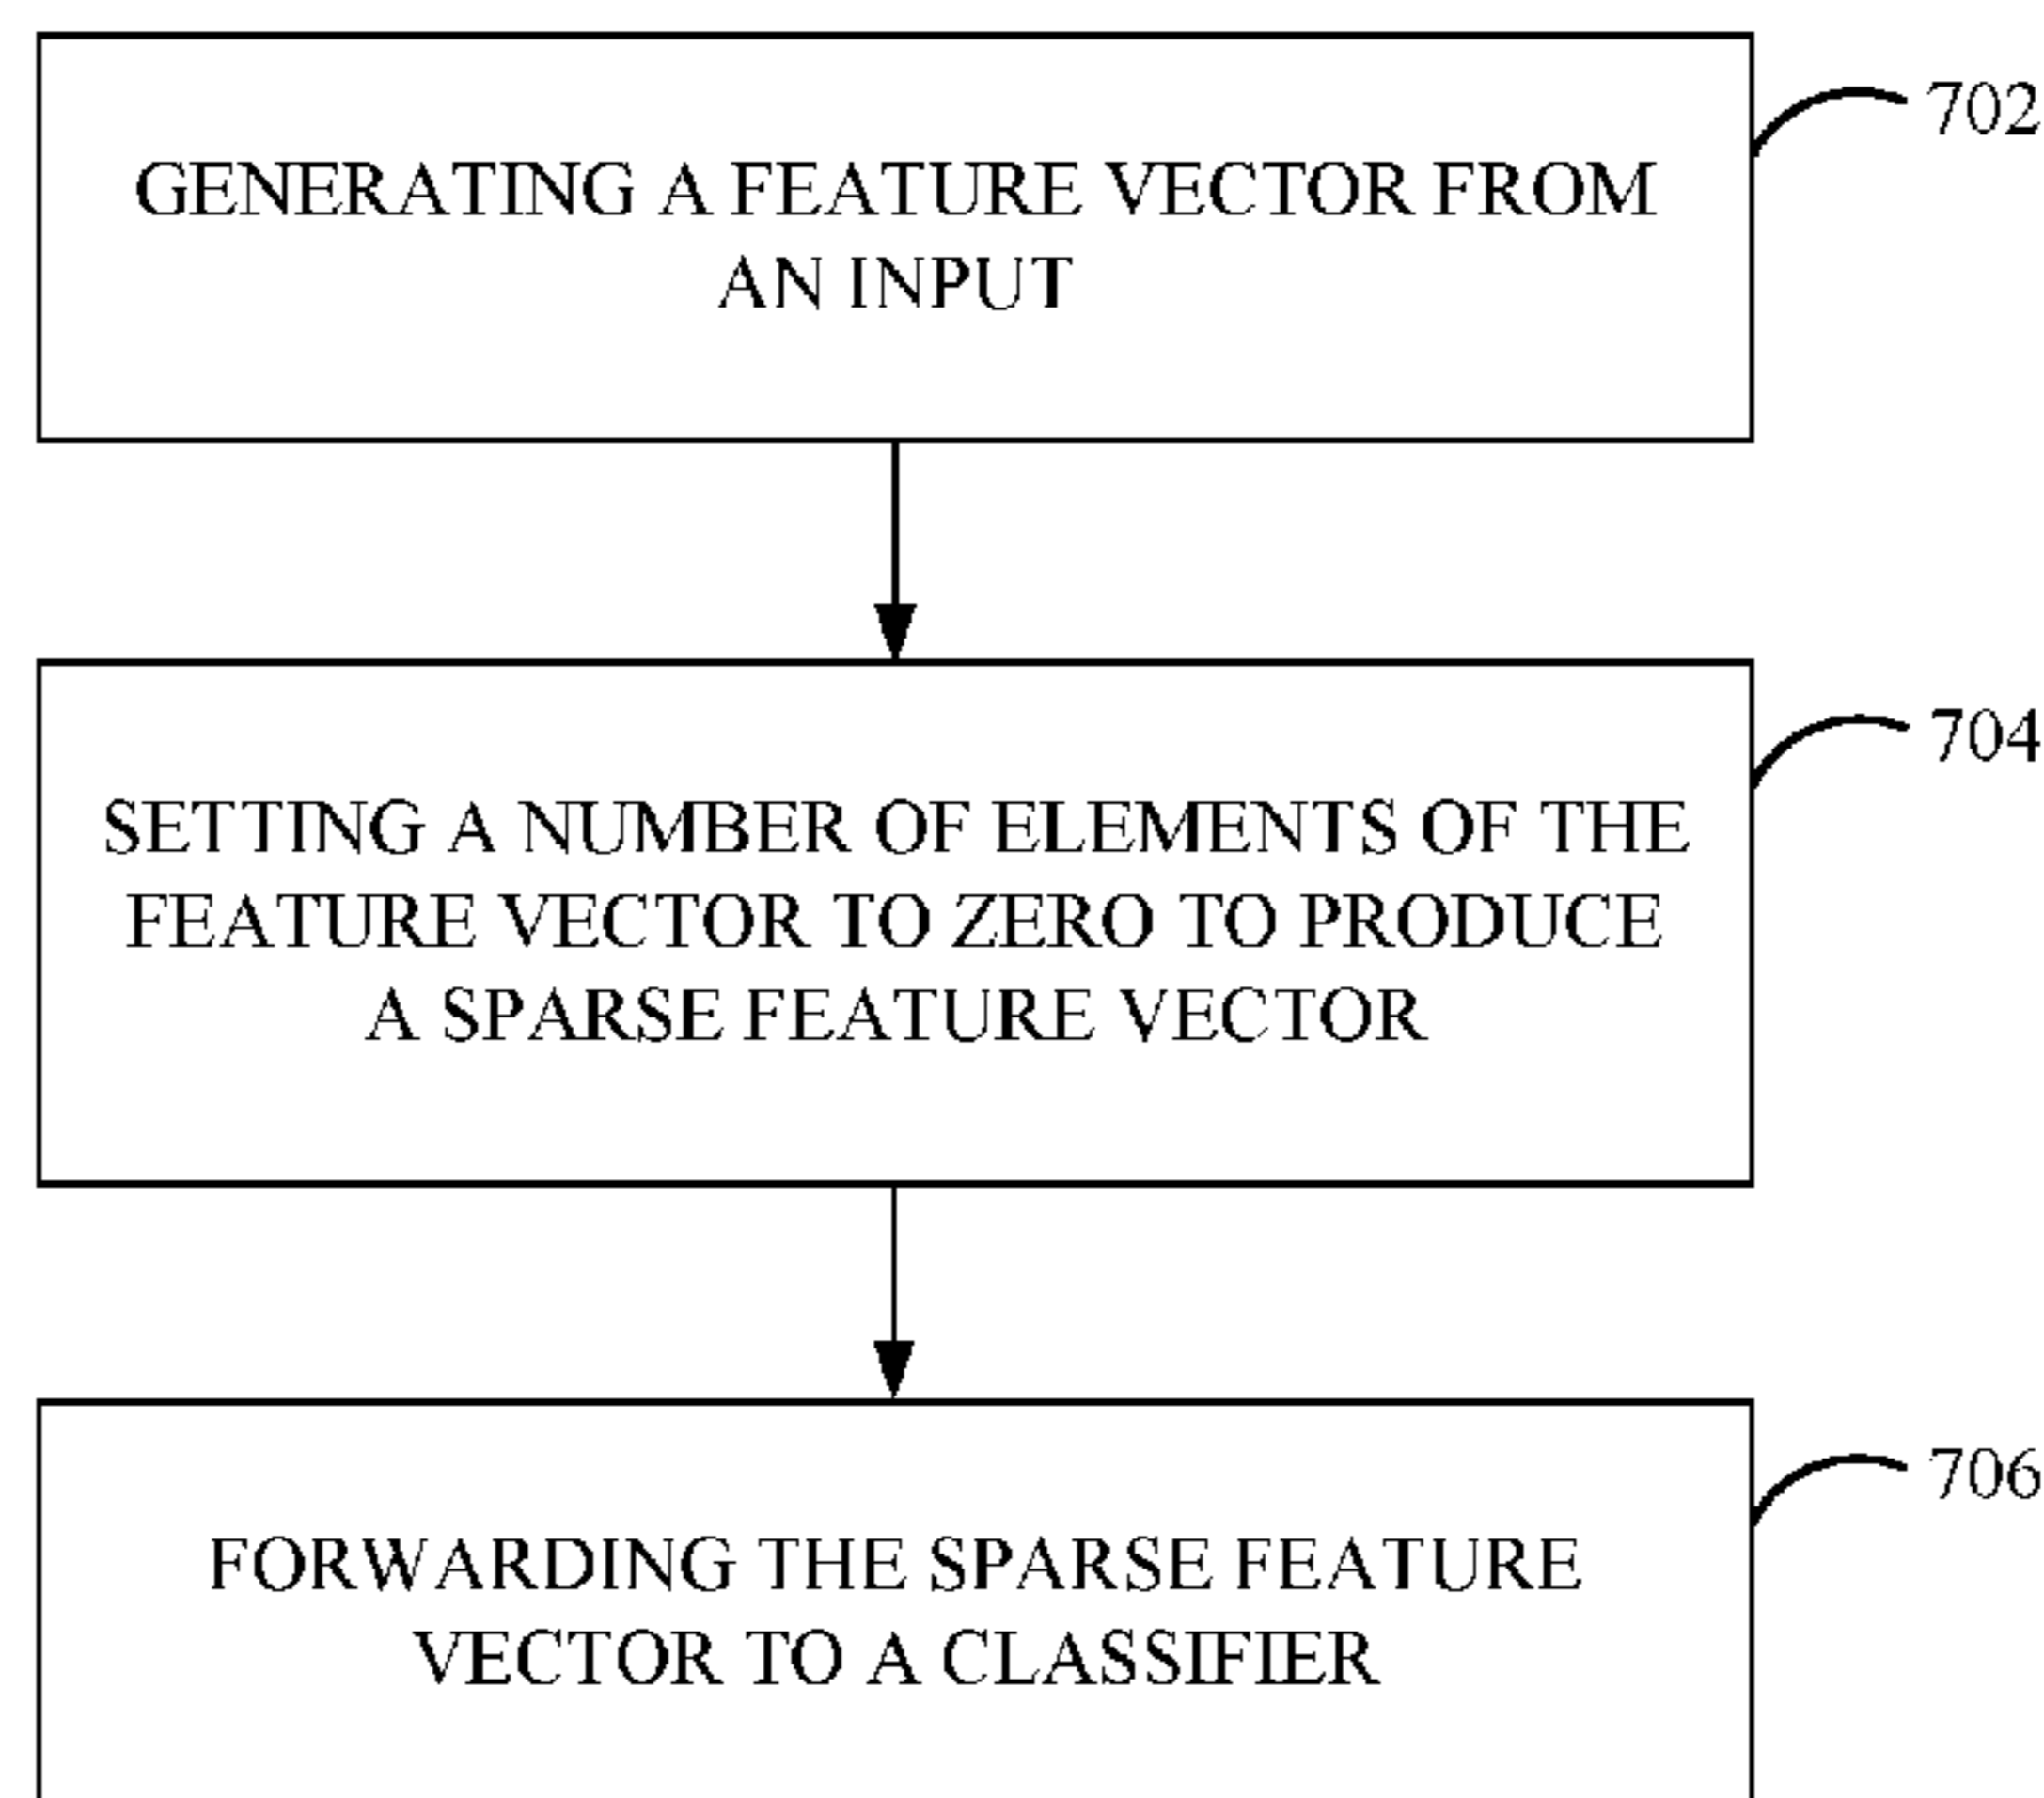 GENERATING A FEATURE VECTOR FROM
AN INPUT
702
SETTING A NUMBER OF ELEMENTS OF THE
FEATURE VECTOR TO ZERO TO PRODUCE
A SPARSE FEATURE VECTOR
704
FORWARDING THE SPARSE FEATURE
VECTOR TO A CLASSIFIER
706